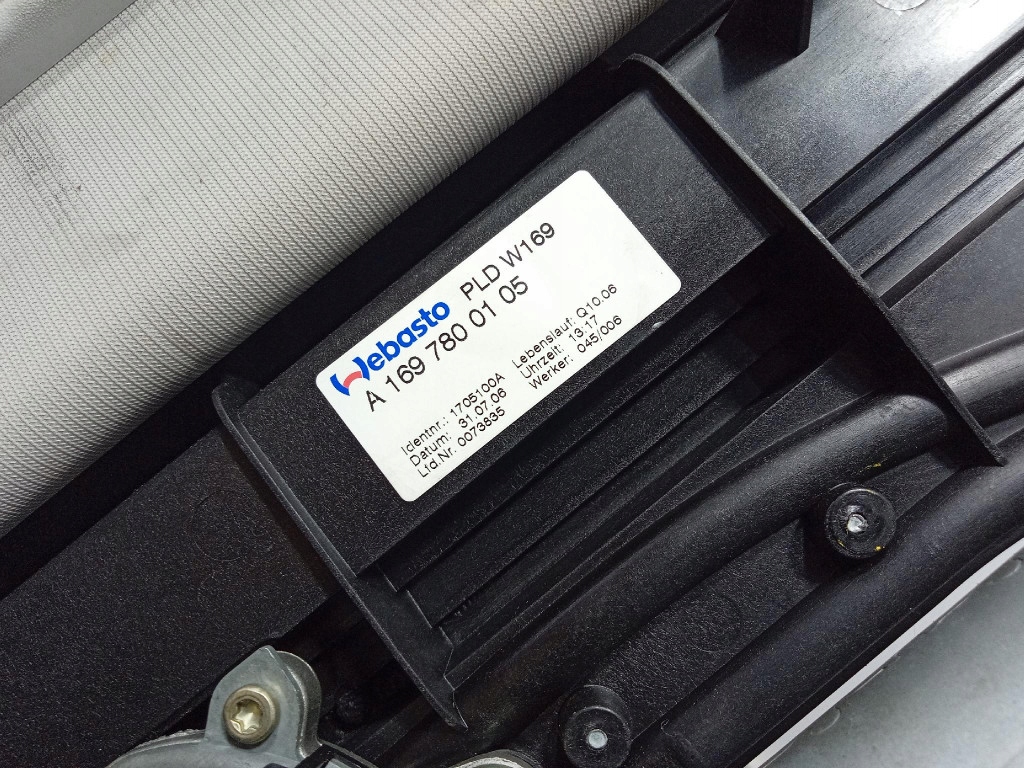 Webasto PLD W169
A 169 780 01 05
Identnr.: 1705100A Lebenslauf: Q10.06
Datum: 31.07.06 Uhrzeit: 13:17
Lfd.Nr. 0073635 Werker: 045/006